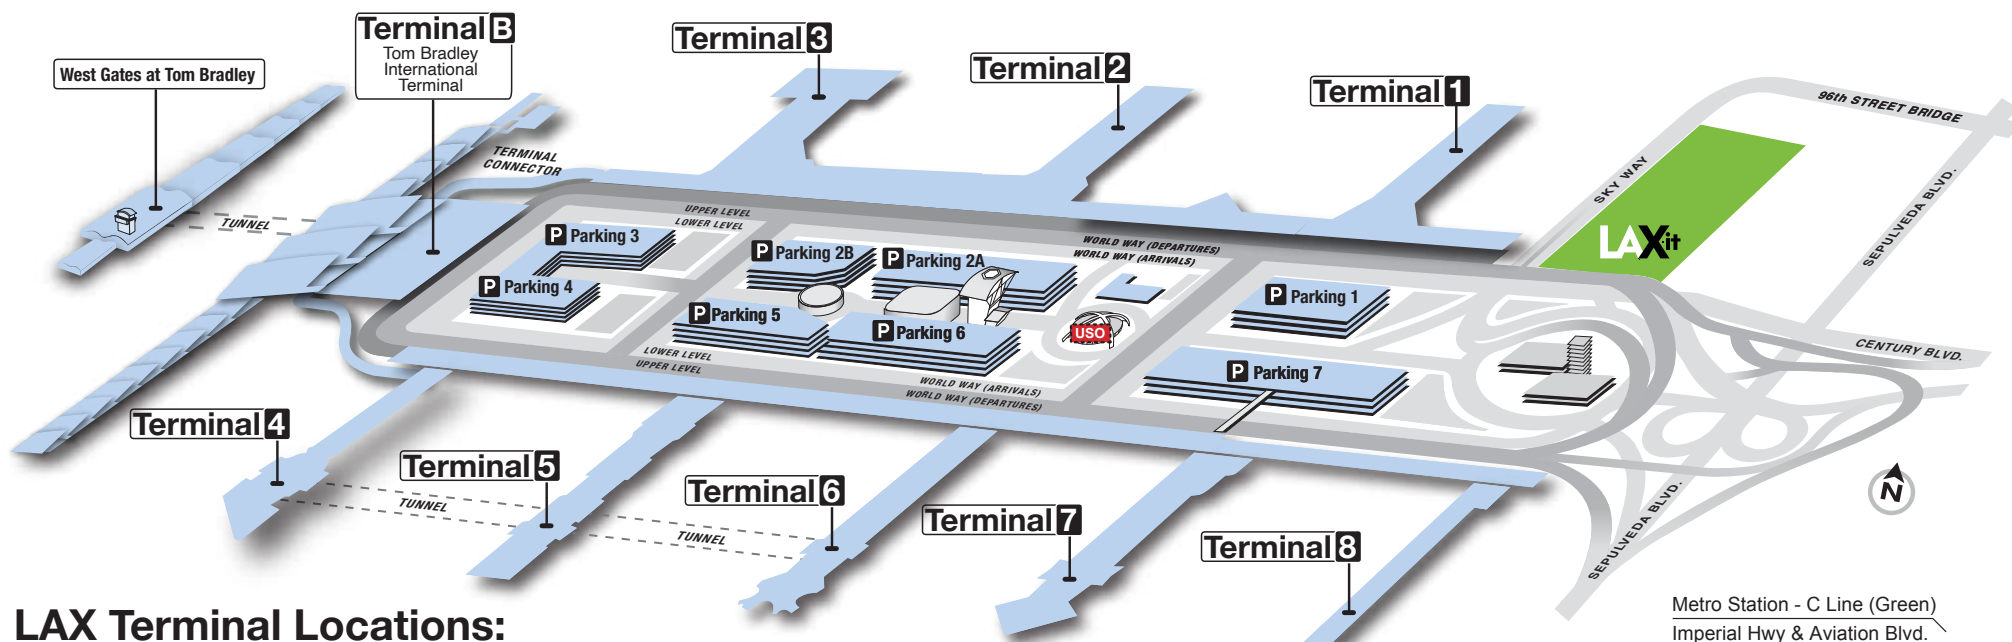 Terminal B
Tom Bradley
International
Terminal
West Gates at Tom Bradley
Terminal 3
Terminal 2
Terminal 1
96th STREET BRIDGE
SKY WAY
SEPULVEDA BLVD.
LAX-it
TERMINAL
CONNECTOR
TUNNEL
UPPER LEVEL
LOWER LEVEL
WORLD WAY (DEPARTURES)
WORLD WAY (ARRIVALS)
P Parking 3
P Parking 2B
P Parking 2A
P Parking 4
P Parking 1
P Parking 5
P Parking 6
USO
P Parking 7
CENTURY BLVD.
LOWER LEVEL
UPPER LEVEL
WORLD WAY (ARRIVALS)
WORLD WAY (DEPARTURES)
Terminal 4
Terminal 5
Terminal 6
Terminal 7
Terminal 8
TUNNEL
TUNNEL
SEPULVEDA BLVD.
N
LAX Terminal Locations:
Metro Station - C Line (Green)
Imperial Hwy & Aviation Blvd.